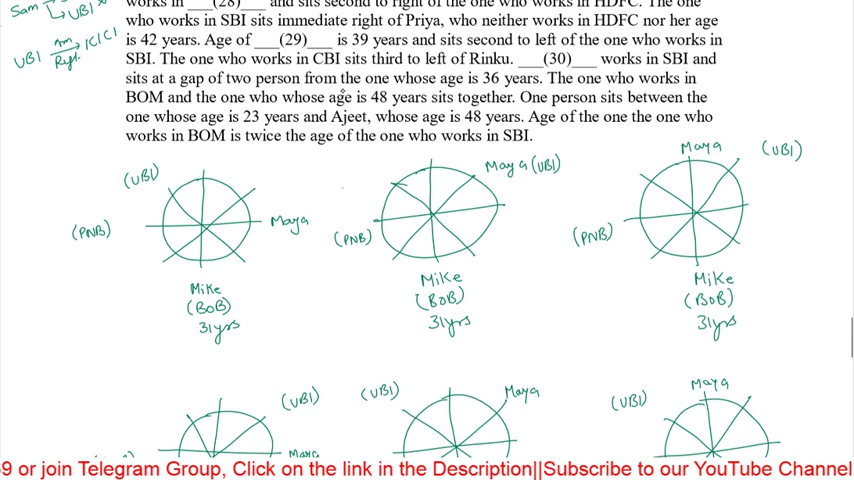 works in ___(28)___ and sits second to right of the one who works in HDFC. The one
who works in SBI sits immediate right of Priya, who neither works in HDFC nor her age
is 42 years. Age of ___(29)___ is 39 years and sits second to left of the one who works in
SBI. The one who works in CBI sits third to left of Rinku. ___(30)___ works in SBI and
sits at a gap of two person from the one whose age is 36 years. The one who works in
BOM and the one who whose age is 48 years sits together. One person sits between the
one whose age is 23 years and Ajeet, whose age is 48 years. Age of the one the one who
works in BOM is twice the age of the one who works in SBI.
Sam
UBI
UBI
ICICI
Maya
(UBI)
Maya (UBI)
(UBI)
(PNB)
Maya
(PNB)
(PNB)
Mike
(BOB)
31yrs
Mike
(BOB)
31yrs
Mike
(BOB)
31yrs
(UBI)
(UBI)
Maya
(UBI)
Maya
Maya
59 or join Telegram Group, Click on the link in the Description||Subscribe to our YouTube Channel